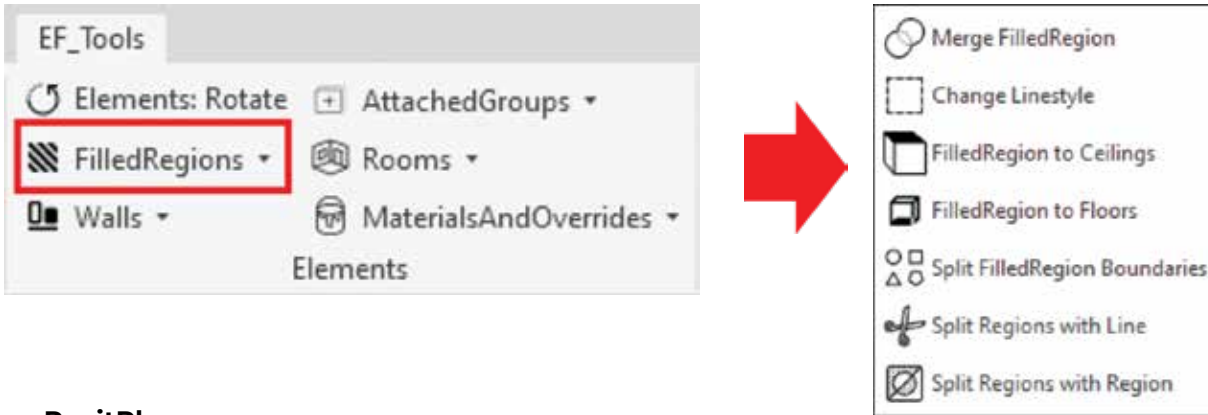 EF_Tools
Elements: Rotate
AttachedGroups
FilledRegions
Rooms
Walls
MaterialsAndOverrides
Elements
Merge FilledRegion
Change Linestyle
FilledRegion to Ceilings
FilledRegion to Floors
Split FilledRegion Boundaries
Split Regions with Line
Split Regions with Region